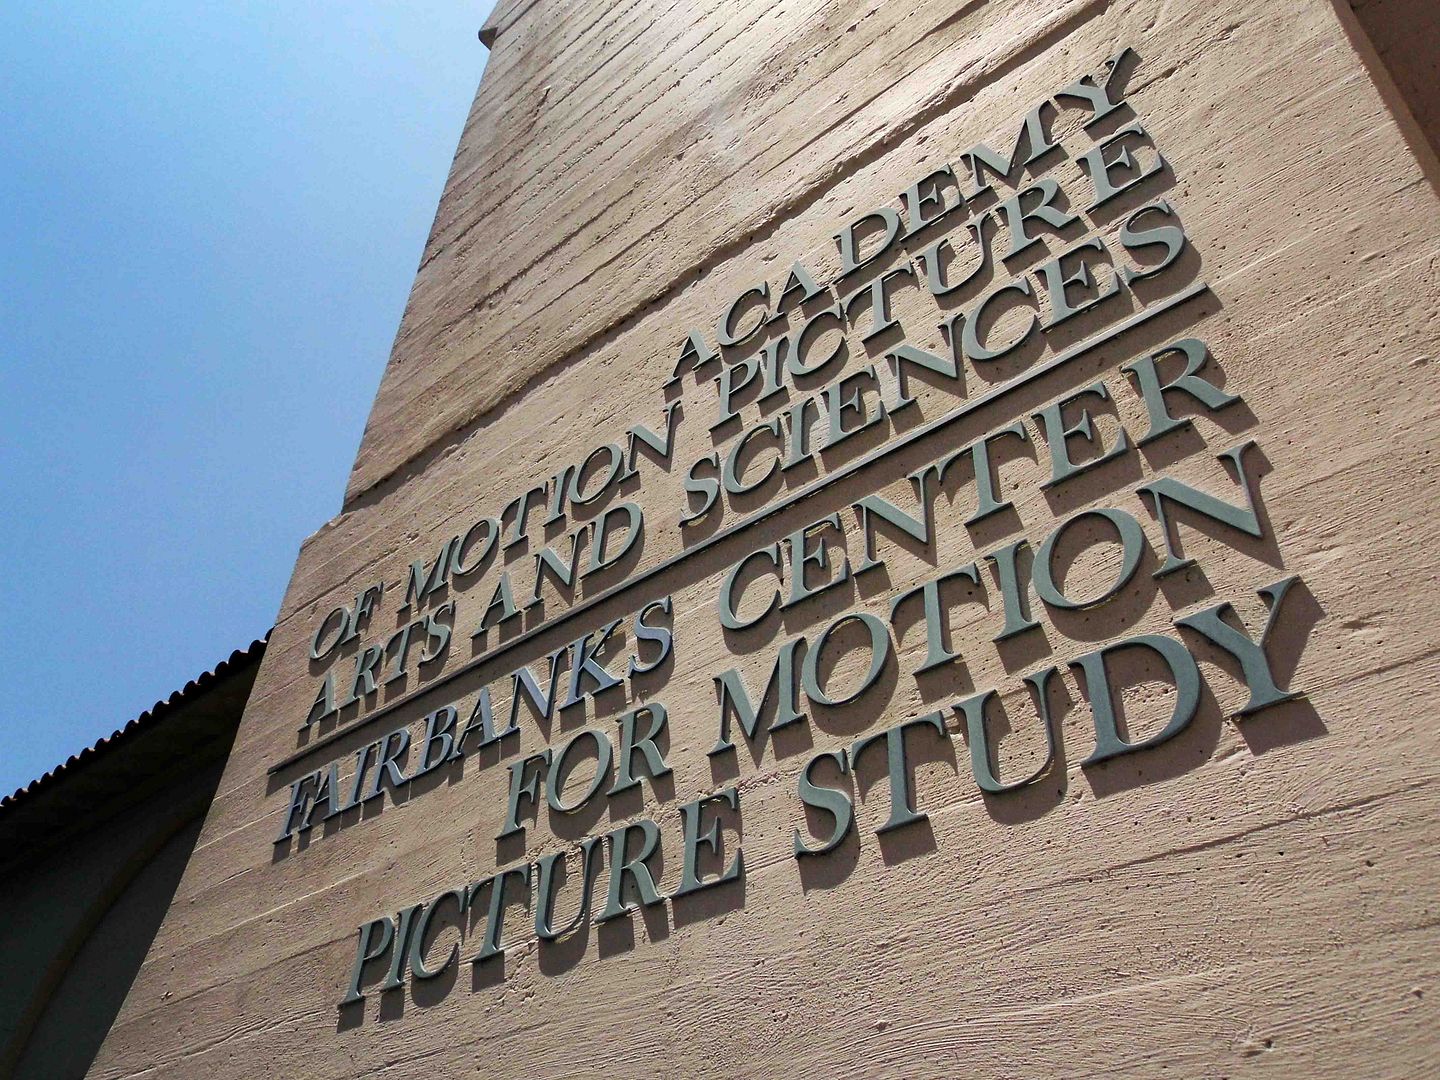 ACADEMY
OF MOTION PICTURE
ARTS AND SCIENCES
FAIRBANKS CENTER
FOR MOTION
PICTURE STUDY